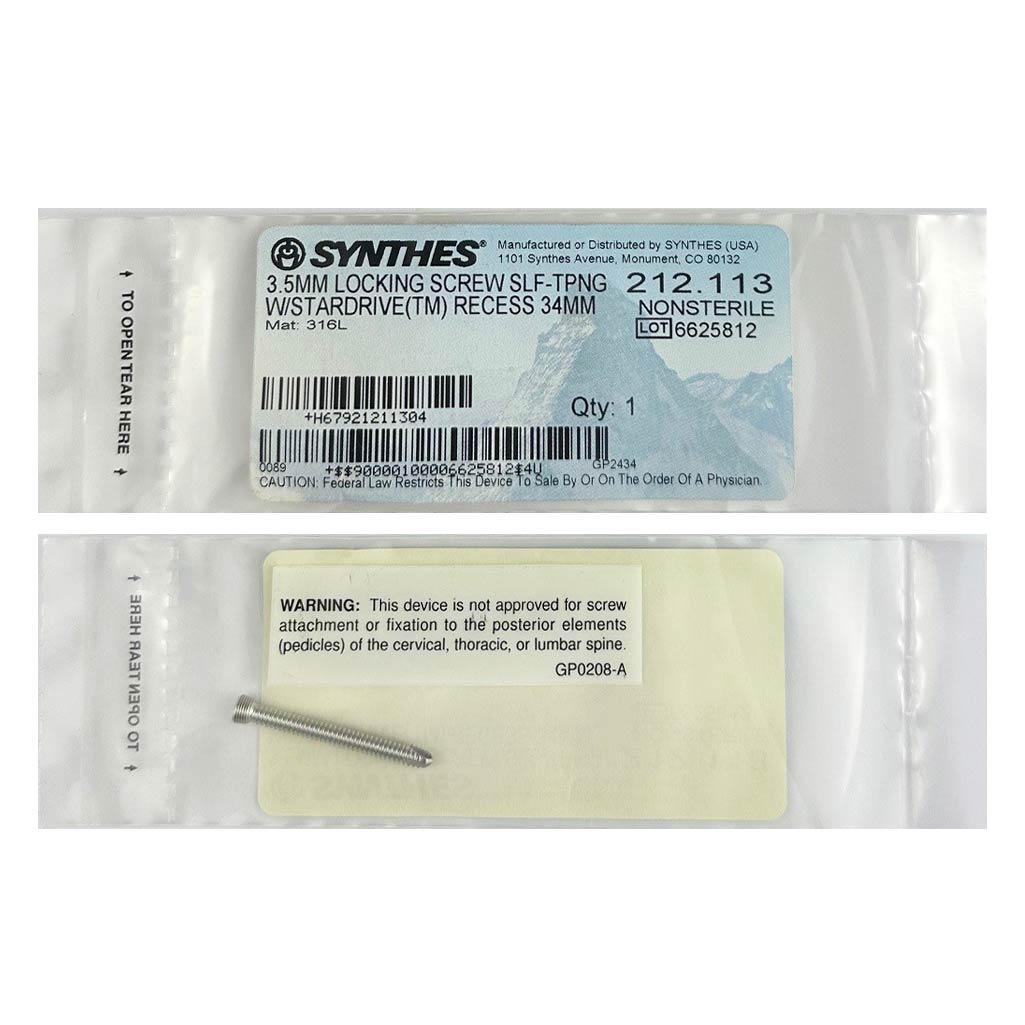 SYNTHES®
Manufactured or Distributed by SYNTHES (USA)
1101 Synthes Avenue, Monument, CO 80132
3.5MM LOCKING SCREW SLF-TPNG
W/STARDRIVE(TM) RECESS 34MM
Mat: 316L
212.113
NONSTERILE
LOT 6625812
+H67921211304
Qty: 1
0089
+$$90000100006625812$4U
GP2434
CAUTION: Federal Law Restricts This Device To Sale By Or On The Order Of A Physician.
TO OPEN TEAR HERE
WARNING: This device is not approved for screw
attachment or fixation to the posterior elements
(pedicles) of the cervical, thoracic, or lumbar spine.
GP0208-A
TO OPEN TEAR HERE
SYNTHES